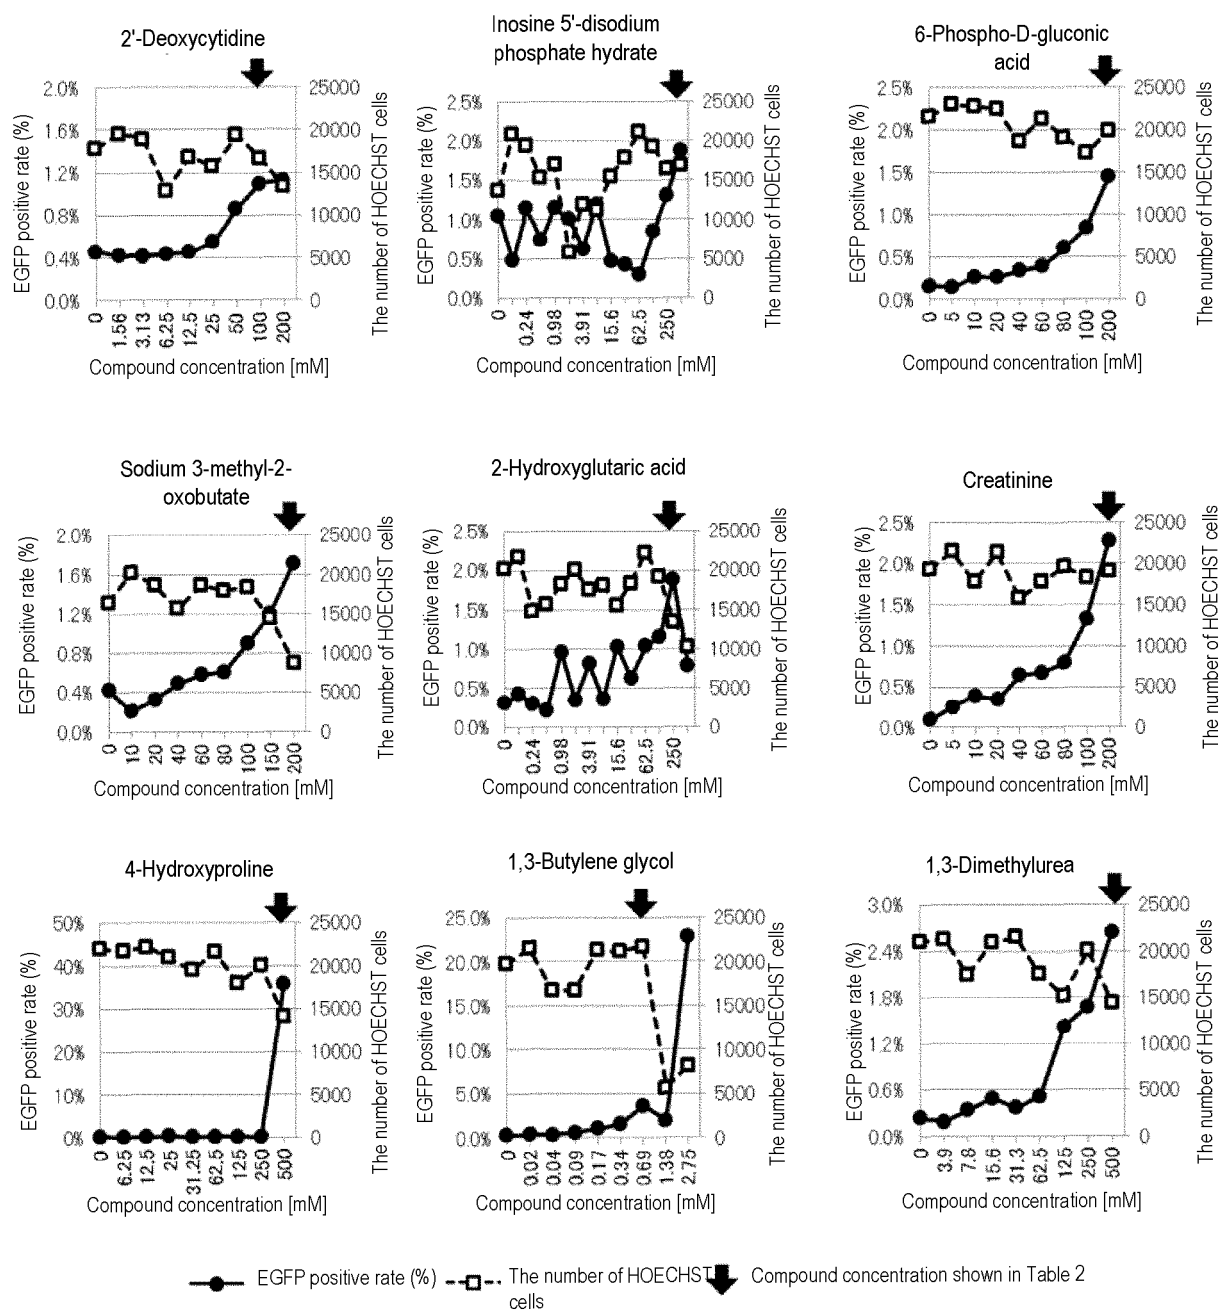 2'-Deoxycytidine
2.0%
1.6%
1.2%
0.8%
0.4%
0.0%
EGFP positive rate (%)
25000
20000
15000
10000
5000
0
The number of HOECHST cells
0 1.56 3.13 6.25 12.5 25 50 100 200
Compound concentration [mM]
Inosine 5'-disodium
phosphate hydrate
2.5%
2.0%
1.5%
1.0%
0.5%
0.0%
EGFP positive rate (%)
25000
20000
15000
10000
5000
0
The number of HOECHST cells
0 0.24 0.98 3.91 15.6 62.5 250
Compound concentration [mM]
6-Phospho-D-gluconic
acid
2.5%
2.0%
1.5%
1.0%
0.5%
0.0%
EGFP positive rate (%)
25000
20000
15000
10000
5000
0
The number of HOECHST cells
0 5 10 20 40 60 80 100 200
Compound concentration [mM]
Sodium 3-methyl-2-
oxobutate
2.0%
1.6%
1.2%
0.8%
0.4%
0.0%
EGFP positive rate (%)
25000
20000
15000
10000
5000
0
The number of HOECHST cells
0 10 20 40 60 80 100 150 200
Compound concentration [mM]
2-Hydroxyglutaric acid
2.5%
2.0%
1.5%
1.0%
0.5%
0.0%
EGFP positive rate (%)
25000
20000
15000
10000
5000
0
The number of HOECHST cells
0 0.24 0.98 3.91 15.6 62.5 250
Compound concentration [mM]
Creatinine
2.5%
2.0%
1.5%
1.0%
0.5%
0.0%
EGFP positive rate (%)
25000
20000
15000
10000
5000
0
The number of HOECHST cells
0 5 10 20 40 60 80 100 200
Compound concentration [mM]
4-Hydroxyproline
50%
40%
30%
20%
10%
0%
EGFP positive rate (%)
25000
20000
15000
10000
5000
0
The number of HOECHST cells
0 6.25 12.5 25 31.25 62.5 125 250 500
Compound concentration [mM]
1,3-Butylene glycol
25.0%
20.0%
15.0%
10.0%
5.0%
0.0%
EGFP positive rate (%)
25000
20000
15000
10000
5000
0
The number of HOECHST cells
0 0.02 0.04 0.09 0.17 0.34 0.69 1.38 2.75
Compound concentration [mM]
1,3-Dimethylurea
3.0%
2.4%
1.8%
1.2%
0.6%
0.0%
EGFP positive rate (%)
25000
20000
15000
10000
5000
0
The number of HOECHST cells
0 3.9 7.8 15.6 31.3 62.5 125 250 500
Compound concentration [mM]
EGFP positive rate (%)
The number of HOECHST
cells
Compound concentration shown in Table 2